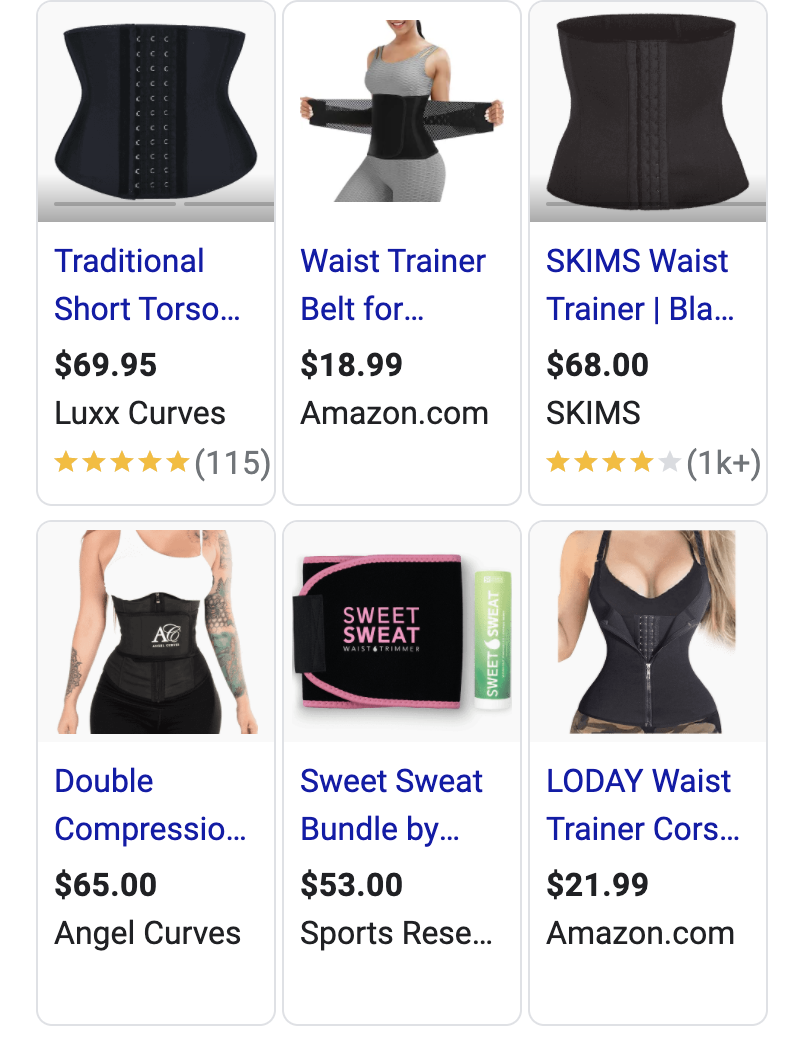 Traditional
Short Torso...
$69.95
Luxx Curves
(115)
Waist Trainer
Belt for...
$18.99
Amazon.com
SKIMS Waist
Trainer | Bla...
$68.00
SKIMS
(1k+)
AC
ANGEL CURVES
Double
Compressio...
$65.00
Angel Curves
SWEET
SWEAT
WAIST TRIMMER
SWEET SWEAT
Sweet Sweat
Bundle by...
$53.00
Sports Rese...
LODAY Waist
Trainer Cors...
$21.99
Amazon.com